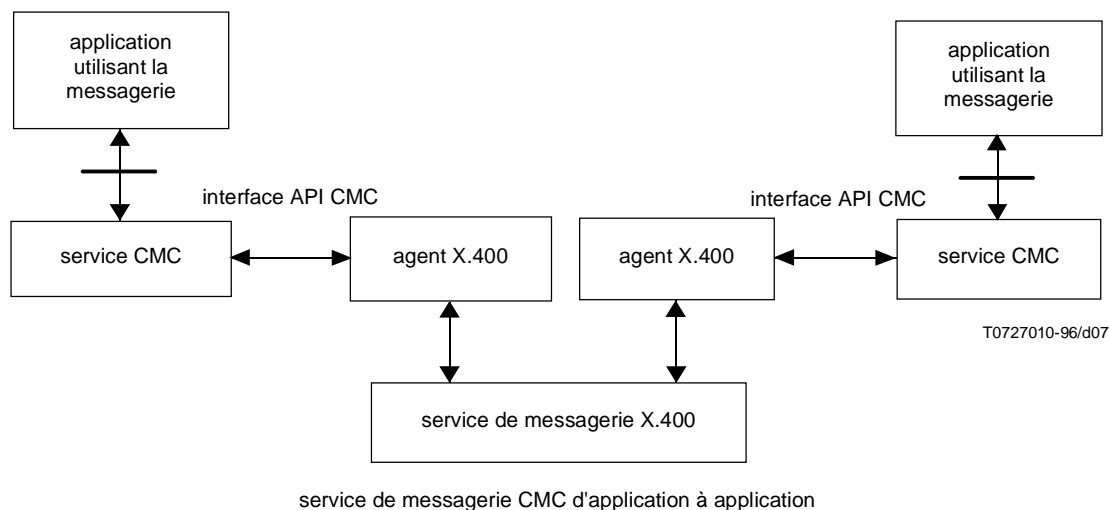 application
utilisant la
messagerie
application
utilisant la
messagerie
interface API CMC
interface API CMC
service CMC
agent X.400
agent X.400
service CMC
T0727010-96/d07
service de messagerie X.400
service de messagerie CMC d'application à application